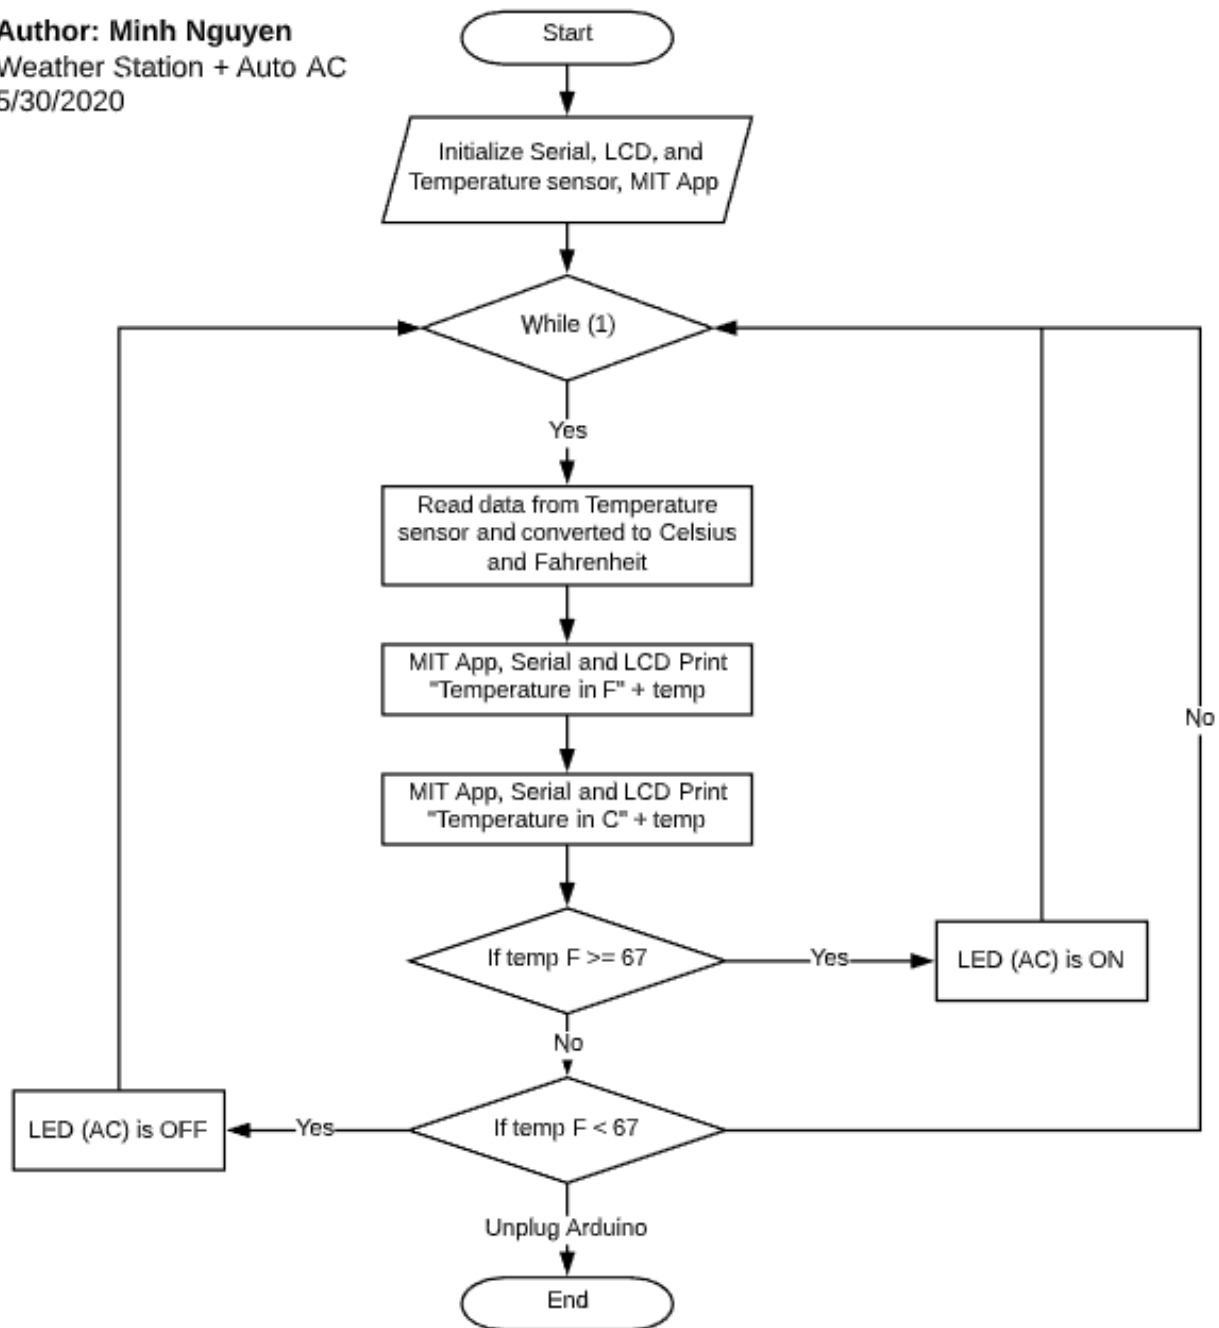 Author: Minh Nguyen
Weather Station + Auto AC
5/30/2020
Start
Initialize Serial, LCD, and
Temperature sensor, MIT App
While (1)
Yes
Read data from Temperature
sensor and converted to Celsius
and Fahrenheit
MIT App, Serial and LCD Print
"Temperature in F" + temp
No
MIT App, Serial and LCD Print
"Temperature in C" + temp
If temp F >= 67
Yes
LED (AC) is ON
No
LED (AC) is OFF
Yes
If temp F < 67
Unplug Arduino
End